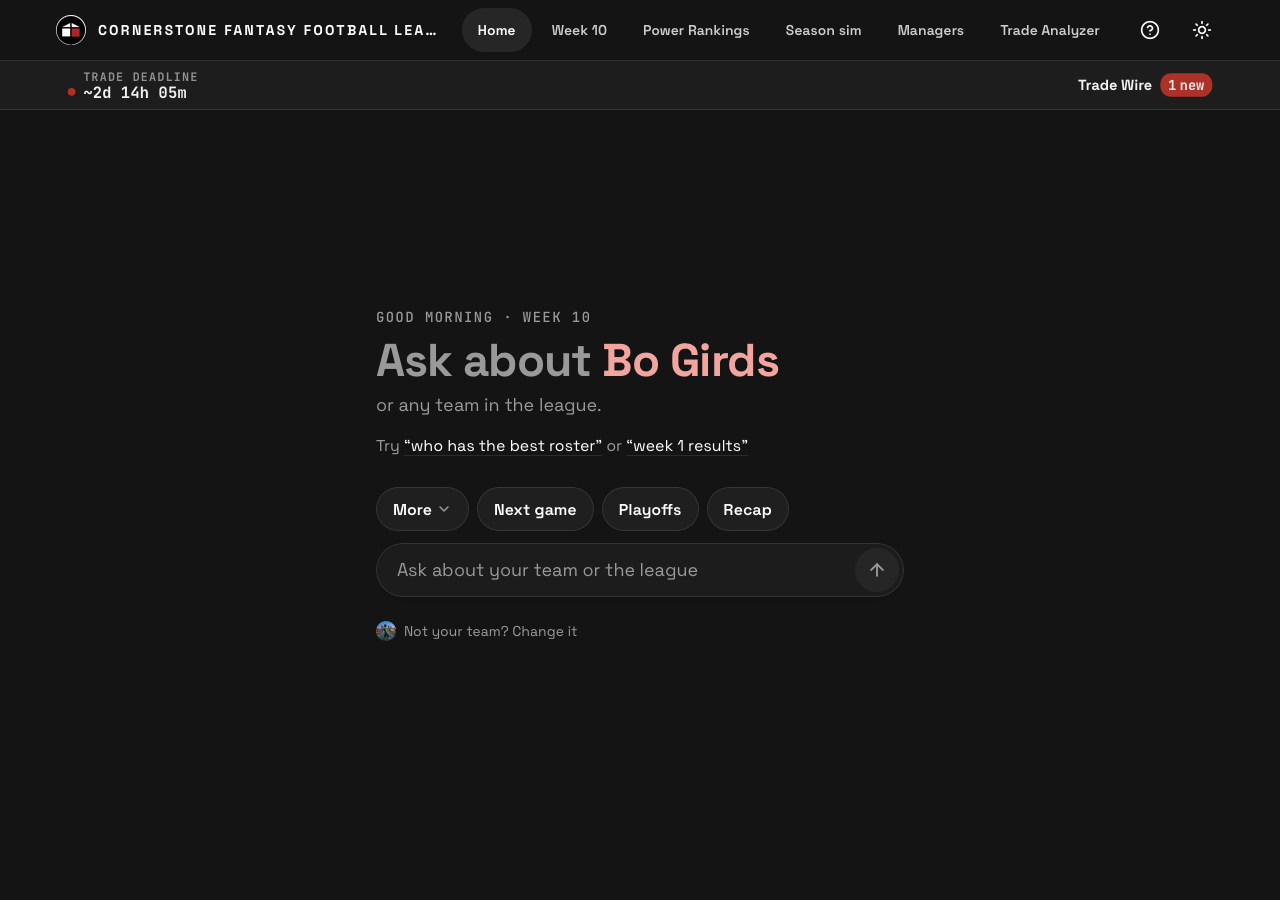 CORNERSTONE FANTASY FOOTBALL LEA…
Home
Week 10
Power Rankings
Season sim
Managers
Trade Analyzer
TRADE DEADLINE
~2d 14h 05m
Trade Wire
1 new
GOOD MORNING · WEEK 10
Ask about Bo Girds
or any team in the league.
Try “who has the best roster” or “week 1 results”
More
Next game
Playoffs
Recap
Ask about your team or the league
Not your team? Change it